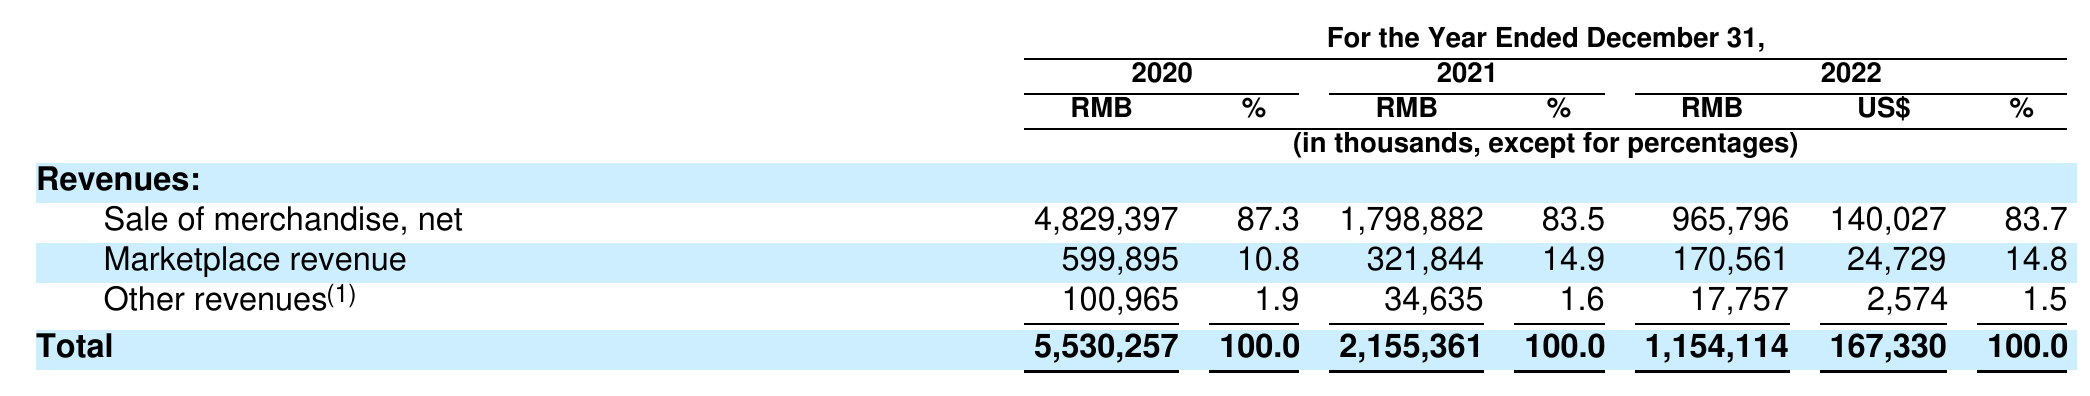 For the Year Ended December 31,
2020 2021 2022
RMB % RMB % RMB US$ %
(in thousands, except for percentages)
Revenues:
Sale of merchandise, net 4,829,397 87.3 1,798,882 83.5 965,796 140,027 83.7
Marketplace revenue 599,895 10.8 321,844 14.9 170,561 24,729 14.8
Other revenues(1) 100,965 1.9 34,635 1.6 17,757 2,574 1.5
Total 5,530,257 100.0 2,155,361 100.0 1,154,114 167,330 100.0